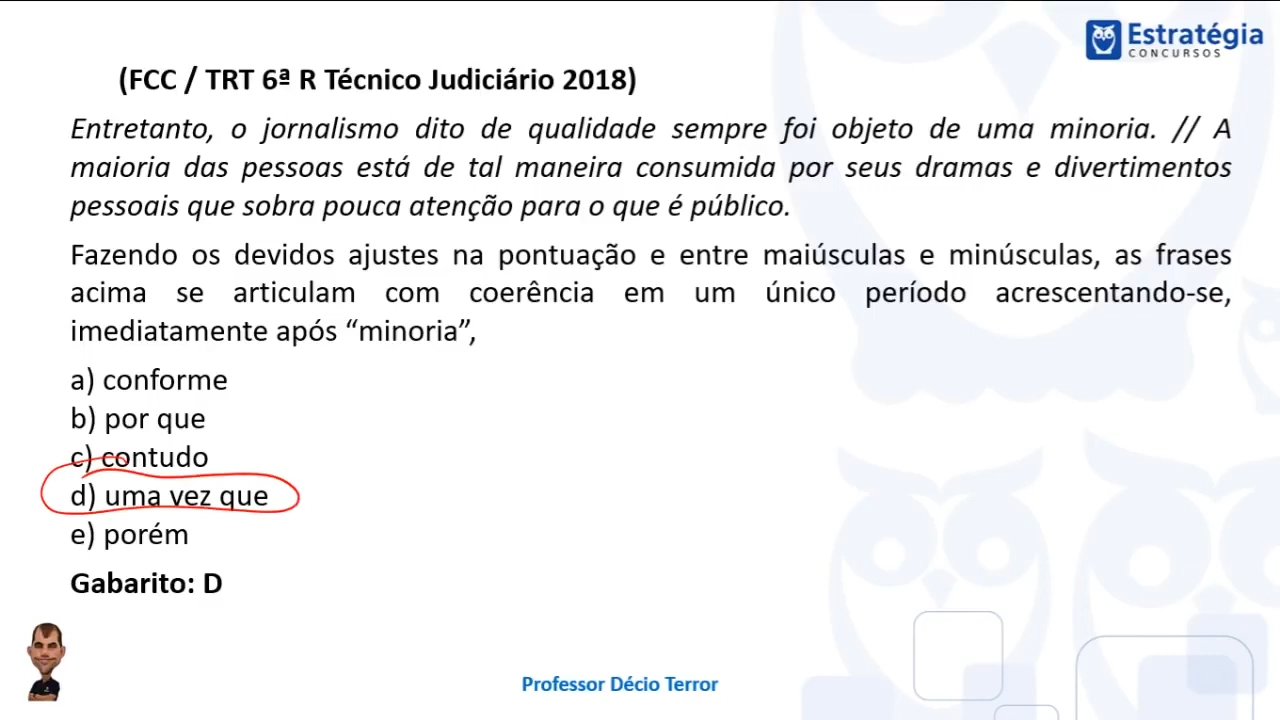 Estratégia
CONCURSOS
(FCC / TRT 6ª R Técnico Judiciário 2018)
Entretanto, o jornalismo dito de qualidade sempre foi objeto de uma minoria. // A
maioria das pessoas está de tal maneira consumida por seus dramas e divertimentos
pessoais que sobra pouca atenção para o que é público.
Fazendo os devidos ajustes na pontuação e entre maiúsculas e minúsculas, as frases
acima se articulam com coerência em um único período acrescentando-se,
imediatamente após “minoria”,
a) conforme
b) por que
c) contudo
d) uma vez que
e) porém
Gabarito: D
Professor Décio Terror